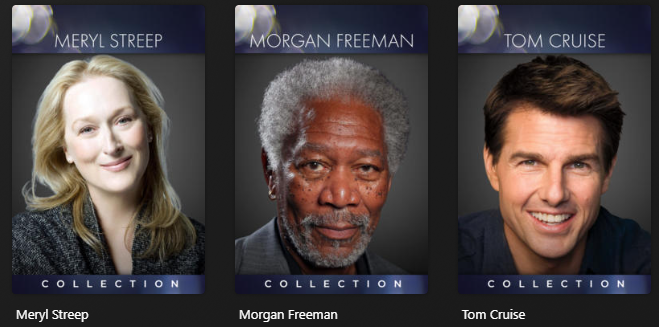 MERYL STREEP
MORGAN FREEMAN
TOM CRUISE
COLLECTION
COLLECTION
COLLECTION
Meryl Streep
Morgan Freeman
Tom Cruise